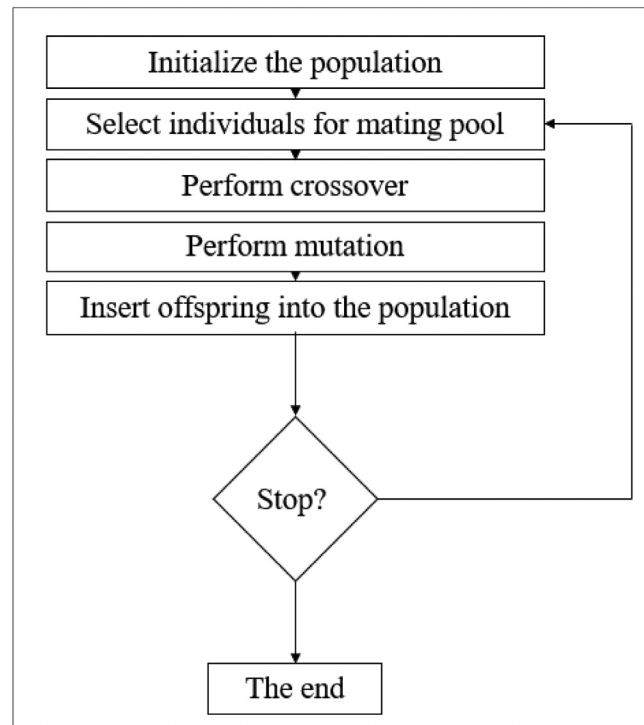 Initialize the population
Select individuals for mating pool
Perform crossover
Perform mutation
Insert offspring into the population
Stop?
The end